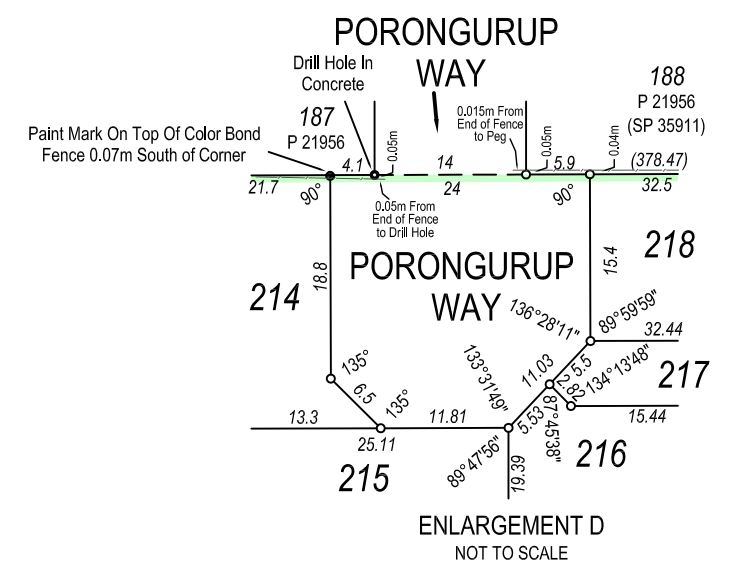 PORONGURUP
WAY
Drill Hole In
Concrete
187
P 21956
188
P 21956
(SP 35911)
Paint Mark On Top Of Color Bond
Fence 0.07m South of Corner
0.015m From
End of Fence
to Peg
0.05m
0.05m
0.04m
4.1
14
5.9
(378.47)
21.7
90°
24
90°
32.5
0.05m From
End of Fence
to Drill Hole
PORONGURUP
WAY
214
18.8
15.4
218
136°28'11"
89°59'59"
32.44
135°
6.5
135°
133°31'49"
11.03
5.5
2.82
134°13'48"
217
13.3
11.81
5.53
87°45'38"
15.44
25.11
215
89°47'56"
19.39
216
ENLARGEMENT D
NOT TO SCALE